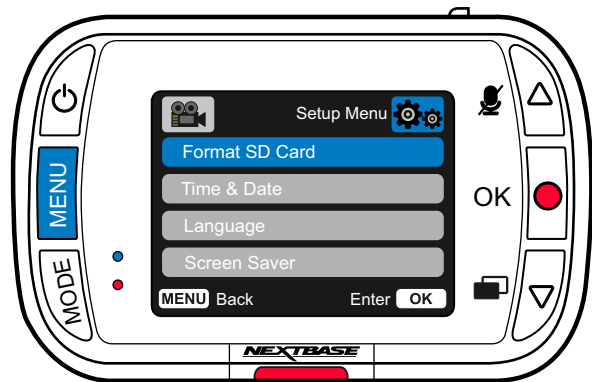 Setup Menu
Format SD Card
Time & Date
Language
Screen Saver
MENU Back Enter OK
MENU
MODE
OK
NEXTBASE